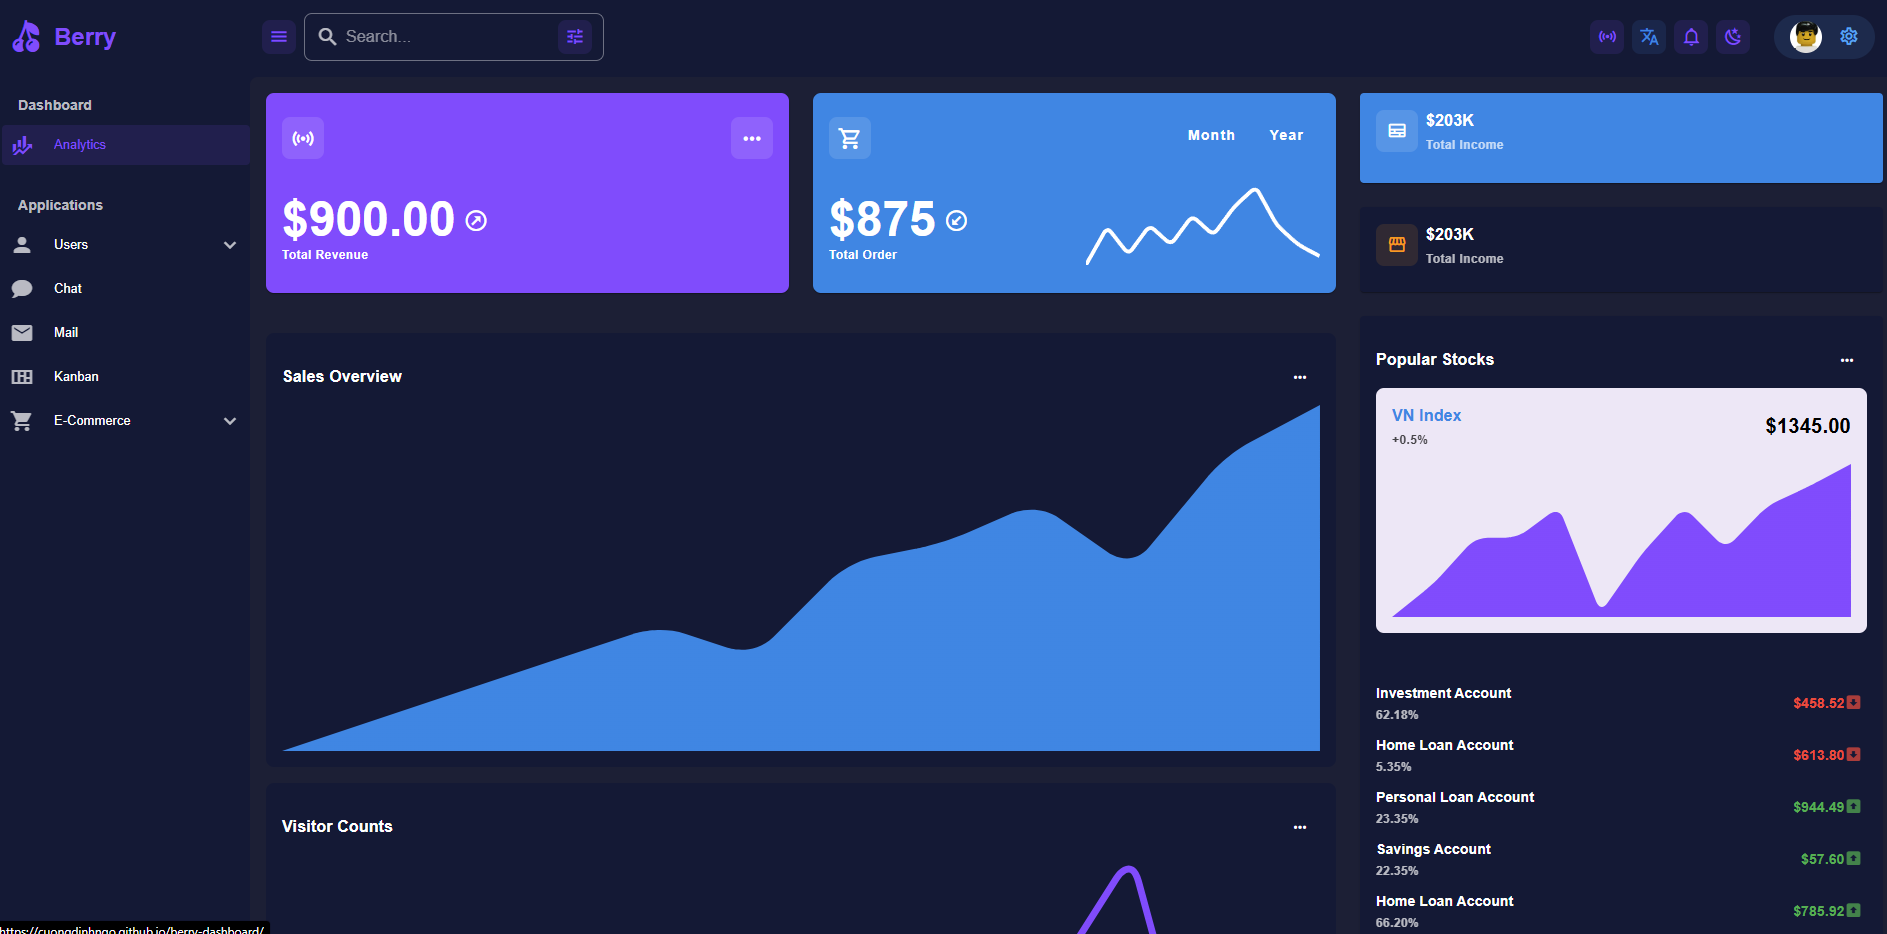 Berry
Search...
Dashboard
Analytics
Applications
Users
Chat
Mail
Kanban
E-Commerce
$900.00
Total Revenue
Month Year
$875
Total Order
$203K
Total Income
$203K
Total Income
Sales Overview
Popular Stocks
VN Index
+0.5%
$1345.00
Investment Account
62.18%
$458.52
Home Loan Account
5.35%
$613.80
Personal Loan Account
23.35%
$944.49
Savings Account
22.35%
$57.60
Home Loan Account
66.20%
$785.92
Visitor Counts
https://cuongdinhngo.github.io/berry-dashboard/